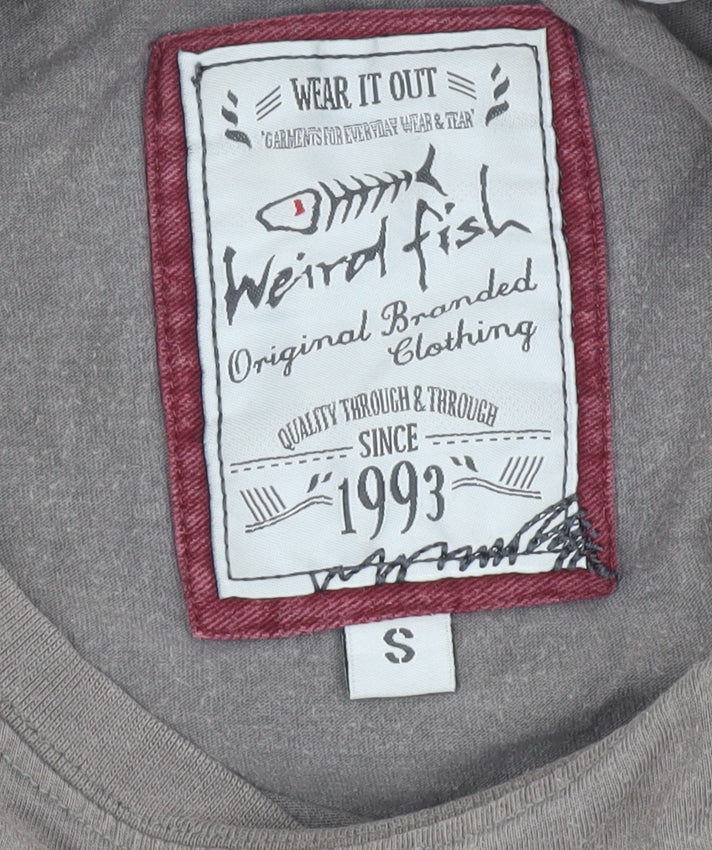 WEAR IT OUT
"GARMENTS FOR EVERYDAY WEAR & TEAR"
Weird fish
Original Branded
Clothing
QUALITY THROUGH & THROUGH
SINCE
1993
S